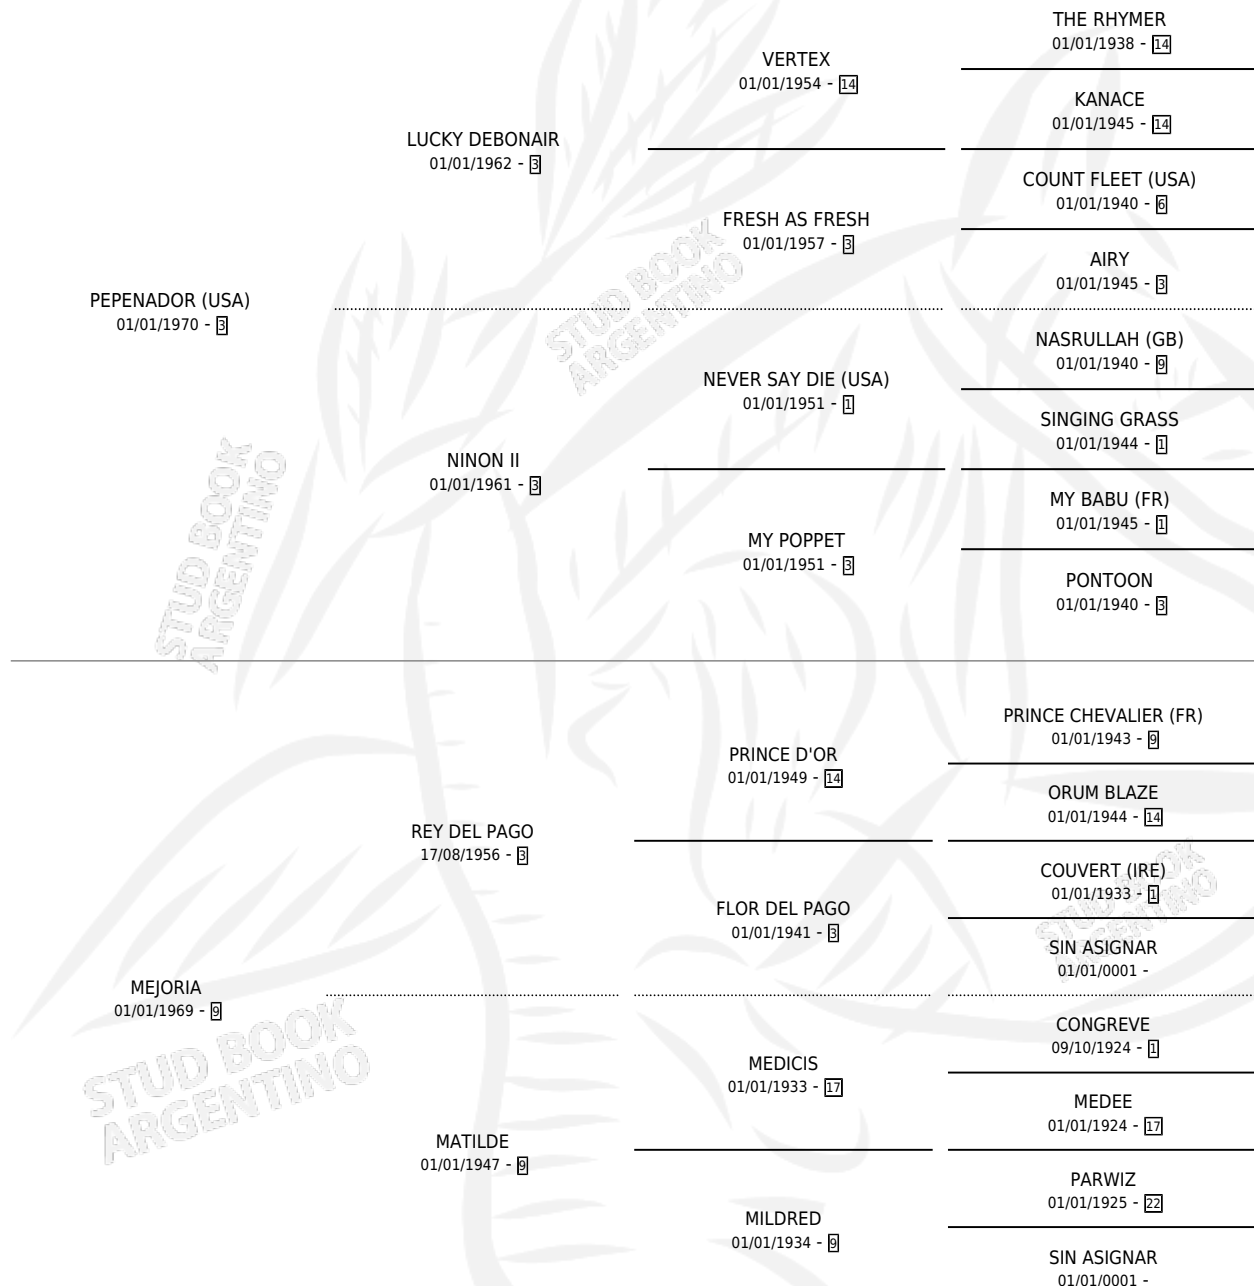 THE RHYMER
01/01/1938 - 14
VERTEX
01/01/1954 - 14
KANACE
01/01/1945 - 14
LUCKY DEBONAIR
01/01/1962 - 3
COUNT FLEET (USA)
01/01/1940 - 6
FRESH AS FRESH
01/01/1957 - 3
AIRY
01/01/1945 - 3
PEPENADOR (USA)
01/01/1970 - 3
NASRULLAH (GB)
01/01/1940 - 9
NEVER SAY DIE (USA)
01/01/1951 - 1
SINGING GRASS
01/01/1944 - 1
NINON II
01/01/1961 - 3
MY BABU (FR)
01/01/1945 - 1
MY POPPET
01/01/1951 - 3
PONTOON
01/01/1940 - 3
PRINCE CHEVALIER (FR)
01/01/1943 - 9
PRINCE D'OR
01/01/1949 - 14
ORUM BLAZE
01/01/1944 - 14
REY DEL PAGO
17/08/1956 - 3
COUVERT (IRE)
01/01/1933 - 1
FLOR DEL PAGO
01/01/1941 - 3
SIN ASIGNAR
01/01/0001 -
MEJORIA
01/01/1969 - 9
CONGREVE
09/10/1924 - 1
MEDICIS
01/01/1933 - 17
MEDEE
01/01/1924 - 17
MATILDE
01/01/1947 - 9
PARWIZ
01/01/1925 - 22
MILDRED
01/01/1934 - 9
SIN ASIGNAR
01/01/0001 -
STUD BOOK
ARGENTINO
STUD BOOK
ARGENTINO
STUD BOOK
ARGENTINO
STUD BOOK
ARGENTINO